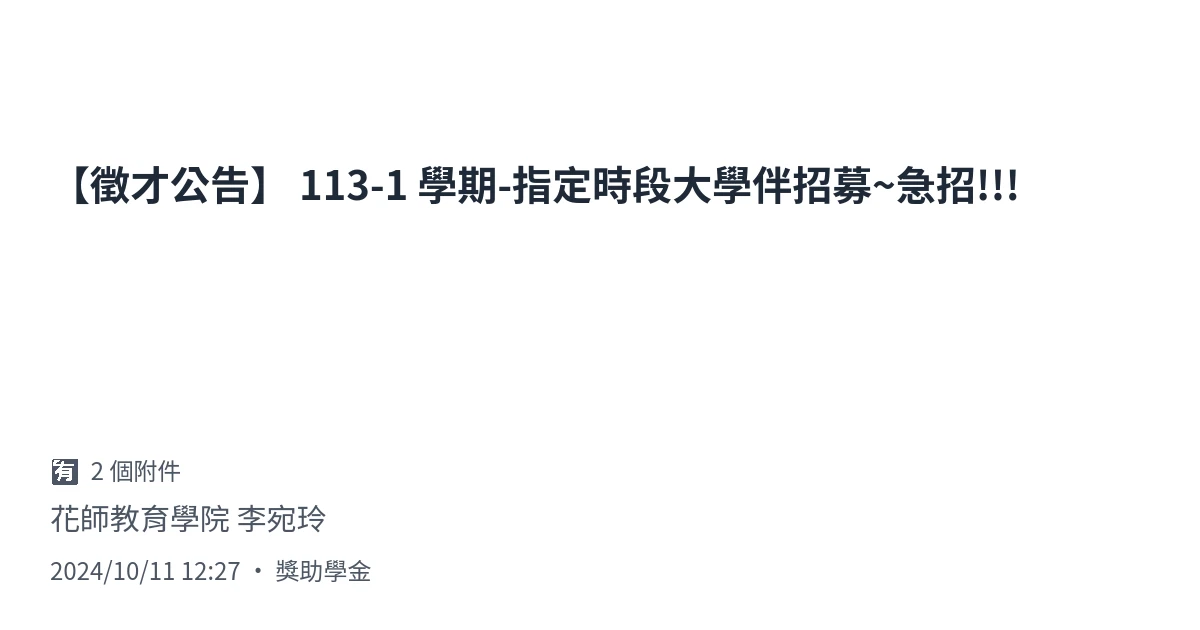 【徵才公告】 113-1 學期-指定時段大學伴招募~急招!!!
🈶 2 個附件
花師教育學院 李宛玲
2024/10/11 12:27 · 獎助學金